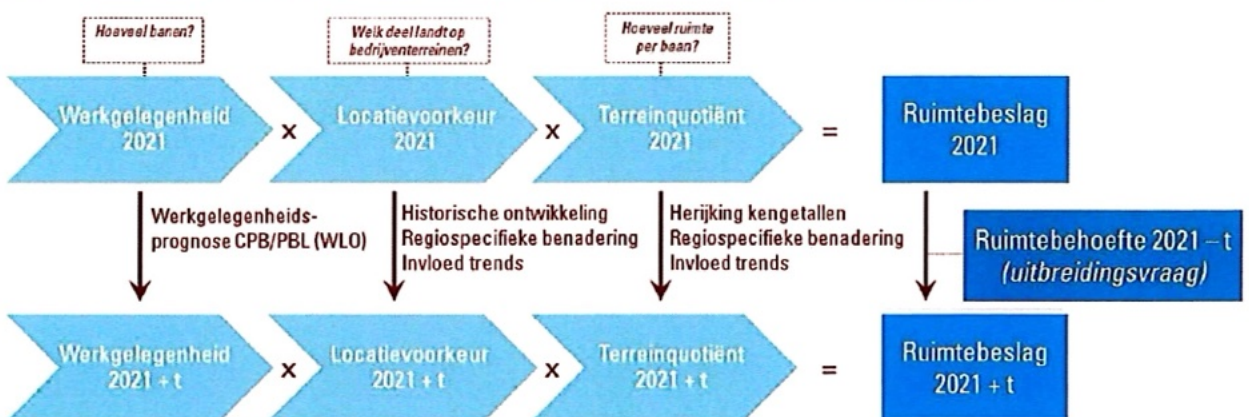 Hoeveel banen?
Welk deel landt op
bedrijventerreinen?
Hoeveel ruimte
per baan?
Werkgelegenheid
2021
x
Locatievoorkeur
2021
x
Terreinquotiënt
2021
=
Ruimtebeslag
2021
Werkgelegenheids-
prognose CPB/PBL (WLO)
Historische ontwikkeling
Regiospecifieke benadering
Invloed trends
Herijking kengetallen
Regiospecifieke benadering
Invloed trends
Ruimtebehoefte 2021 – t
(uitbreidingsvraag)
Werkgelegenheid
2021 + t
x
Locatievoorkeur
2021 + t
x
Terreinquotiënt
2021 + t
=
Ruimtebeslag
2021 + t